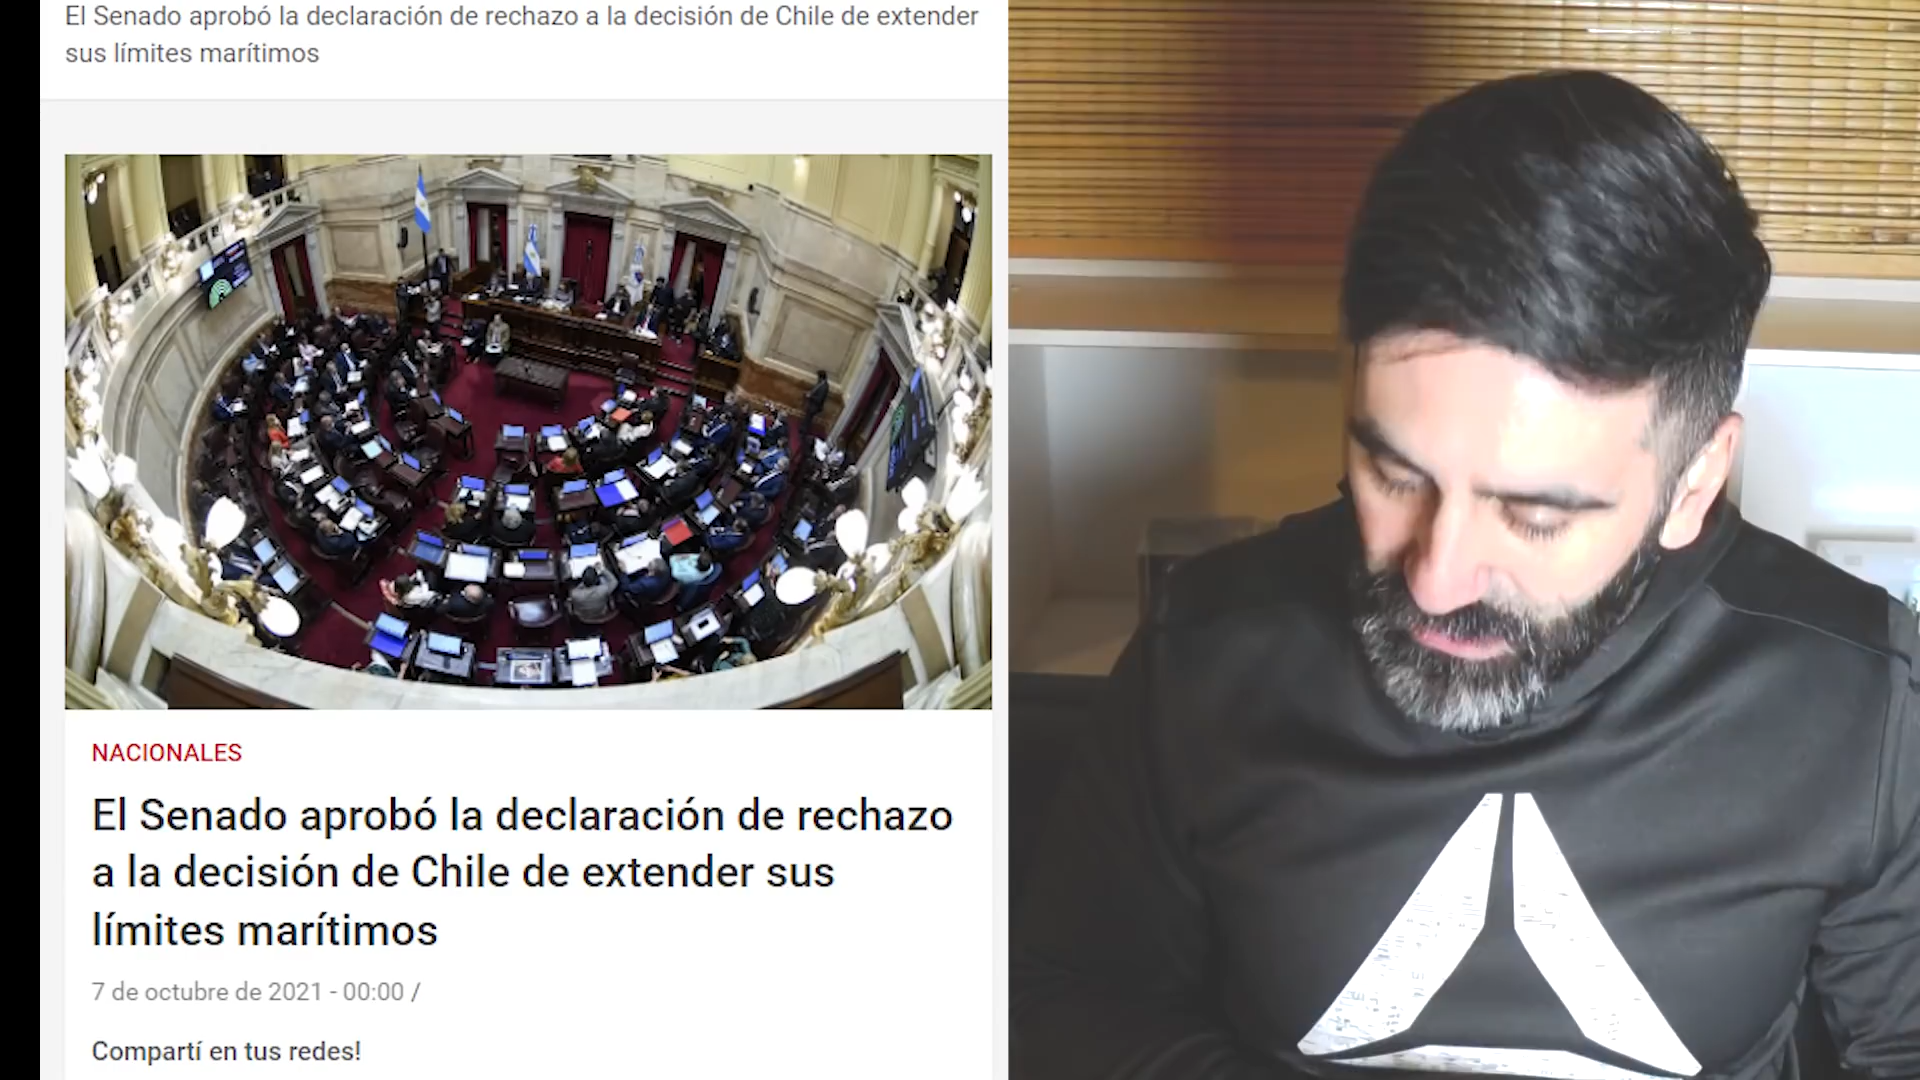 El Senado aprobó la declaración de rechazo a la decisión de Chile de extender
sus límites marítimos
NACIONALES
El Senado aprobó la declaración de rechazo
a la decisión de Chile de extender sus
límites marítimos
7 de octubre de 2021 - 00:00 /
Compartí en tus redes!